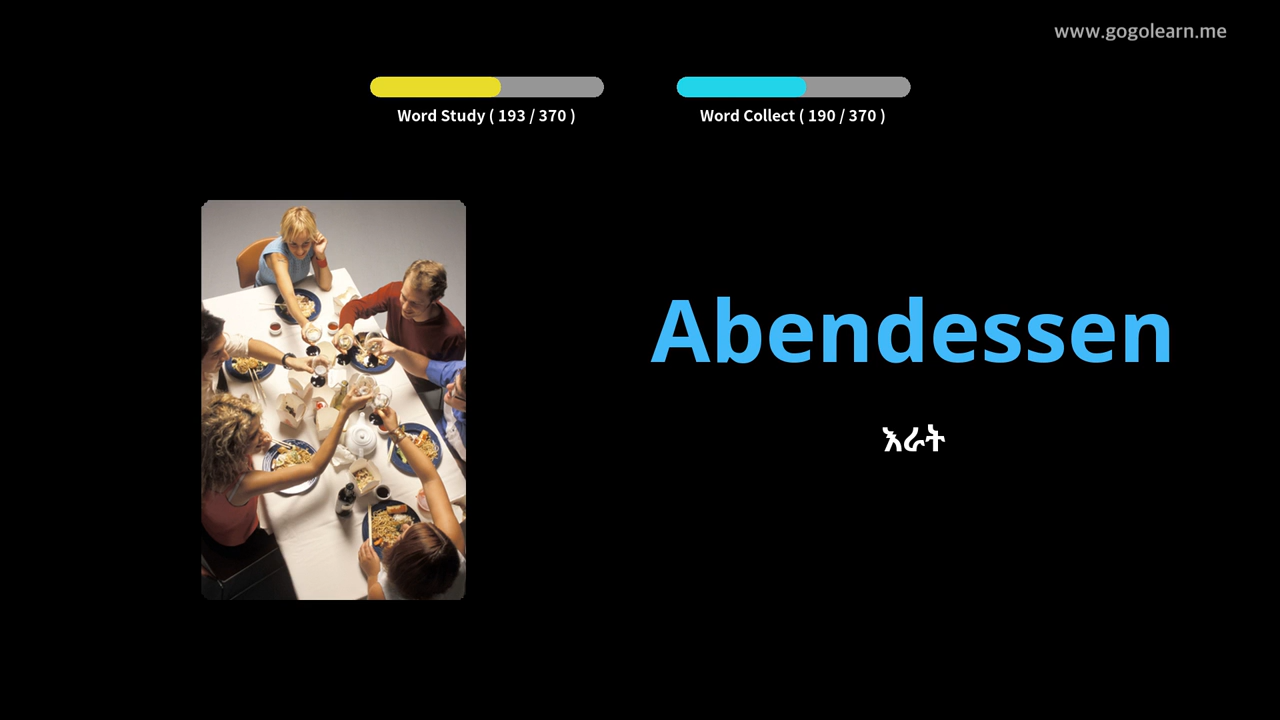 www.gogolearn.me
Word Study ( 193 / 370 )
Word Collect ( 190 / 370 )
Abendessen
እራት